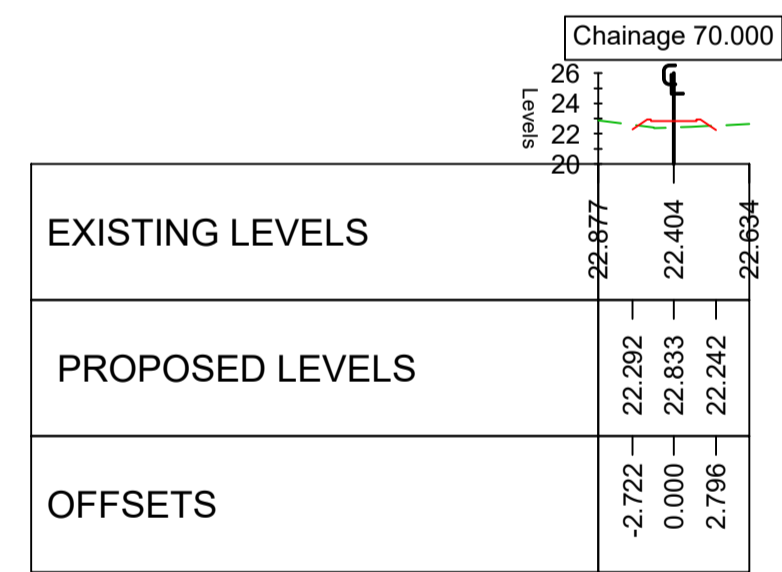 Chainage 70.000
℄
Levels
26
24
22
20
EXISTING LEVELS
22.877 22.404 22.634
PROPOSED LEVELS
22.292 22.833 22.242
OFFSETS
-2.722 0.000 2.796